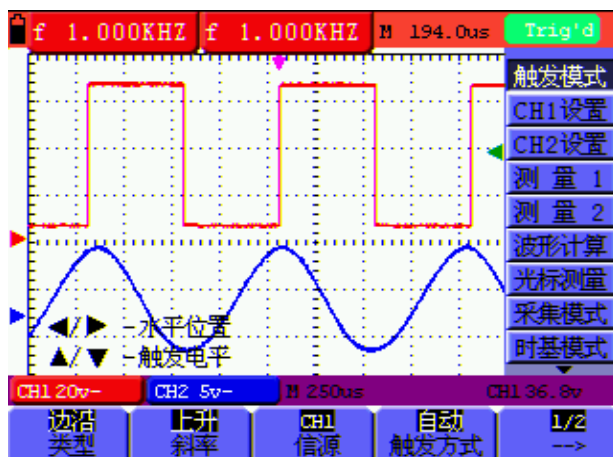 f 1.000KHZ f 1.000KHZ M 194.0us Trig'd
触发模式
CH1设置
CH2设置
测 量 1
测 量 2
波形计算
光标测量
采集模式
时基模式
◀/▶ -水平位置
▲/▼ -触发电平
CH1 20v- CH2 5v- M 250us CH1 36.8v
边沿 上升 CH1 自动 1/2
类型 斜率 信源 触发方式 -->